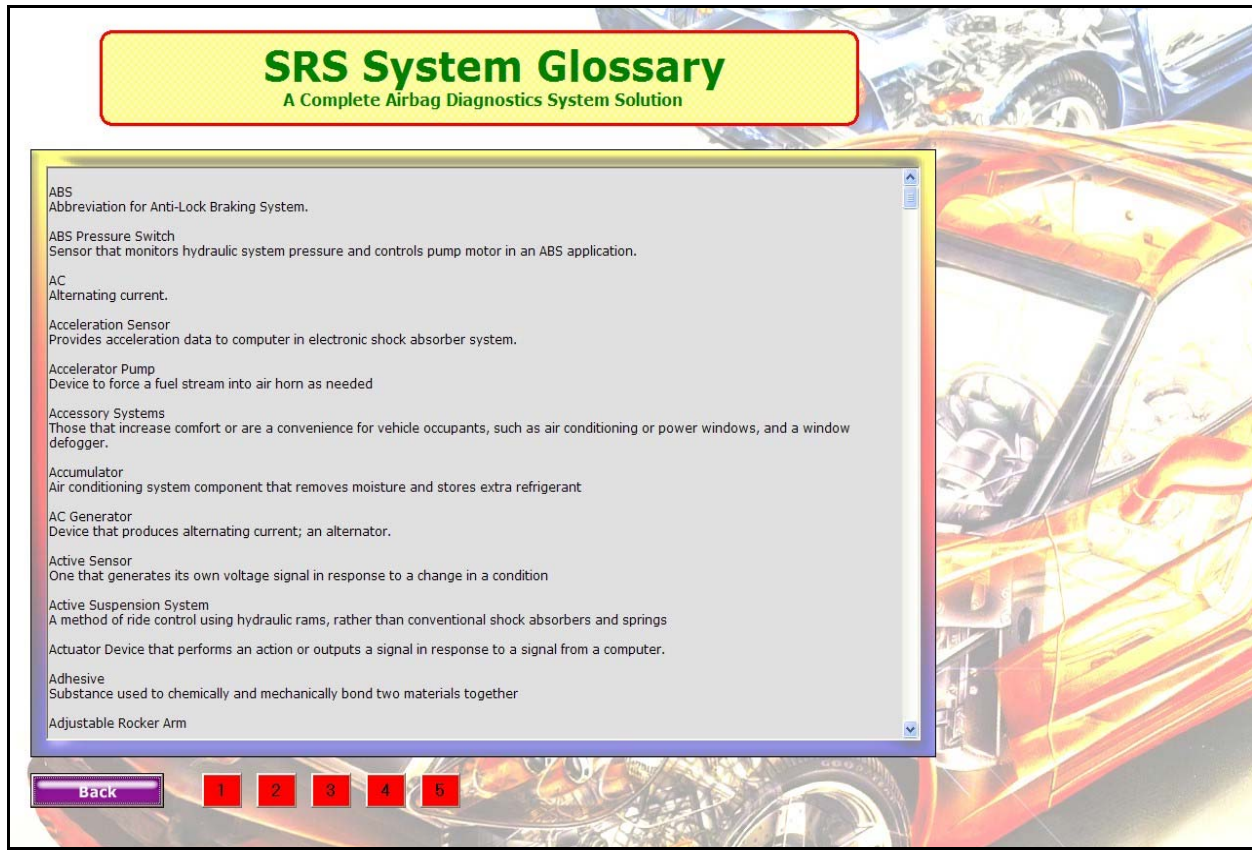 SRS System Glossary
A Complete Airbag Diagnostics System Solution
ABS
Abbreviation for Anti-Lock Braking System.
ABS Pressure Switch
Sensor that monitors hydraulic system pressure and controls pump motor in an ABS application.
AC
Alternating current.
Acceleration Sensor
Provides acceleration data to computer in electronic shock absorber system.
Accelerator Pump
Device to force a fuel stream into air horn as needed
Accessory Systems
Those that increase comfort or are a convenience for vehicle occupants, such as air conditioning or power windows, and a window
defogger.
Accumulator
Air conditioning system component that removes moisture and stores extra refrigerant
AC Generator
Device that produces alternating current; an alternator.
Active Sensor
One that generates its own voltage signal in response to a change in a condition
Active Suspension System
A method of ride control using hydraulic rams, rather than conventional shock absorbers and springs
Actuator Device that performs an action or outputs a signal in response to a signal from a computer.
Adhesive
Substance used to chemically and mechanically bond two materials together
Adjustable Rocker Arm
Back
1 2 3 4 5